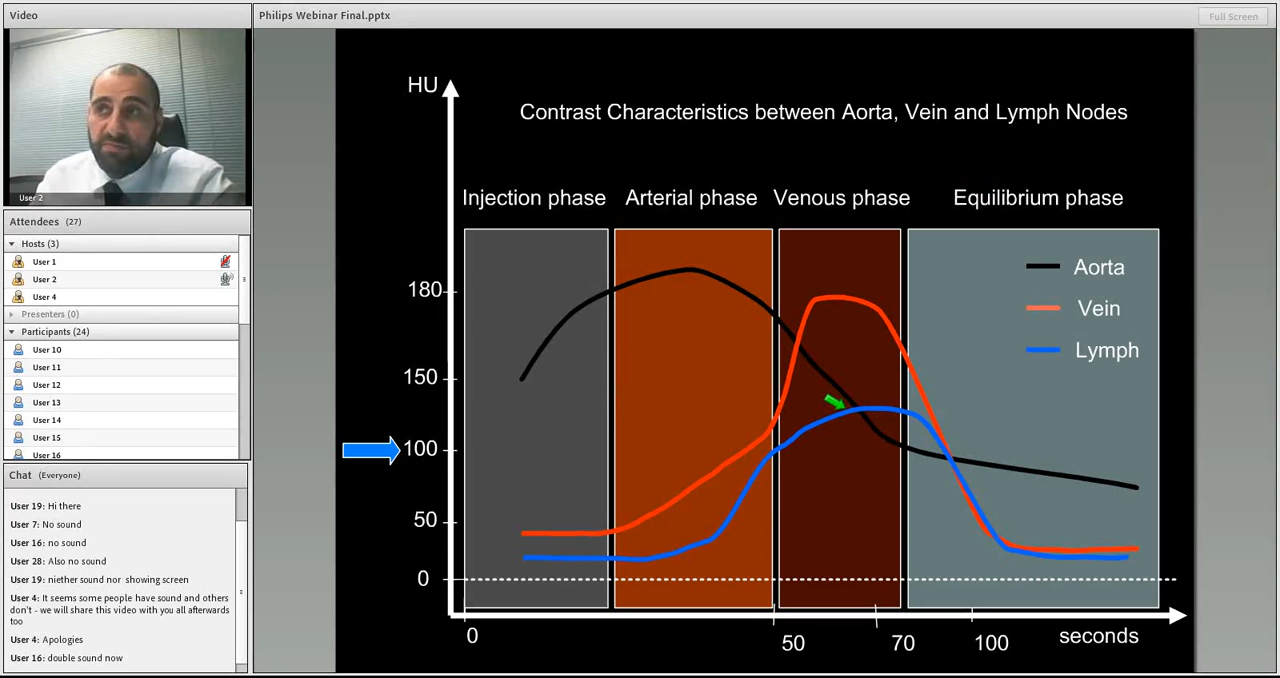 Video
User 2
Attendees (27)
Hosts (3)
User 1
User 2
User 4
Presenters (0)
Participants (24)
User 10
User 11
User 12
User 13
User 14
User 15
User 16
Chat (Everyone)
User 19: Hi there
User 7: No sound
User 16: no sound
User 28: Also no sound
User 19: niether sound nor showing screen
User 4: It seems some people have sound and others
don't - we will share this video with you all afterwards
too
User 4: Apologies
User 16: double sound now
Philips Webinar Final.pptx
Full Screen
HU
Contrast Characteristics between Aorta, Vein and Lymph Nodes
Injection phase
Arterial phase
Venous phase
Equilibrium phase
Aorta
Vein
Lymph
180
150
100
50
0
0
50
70
100
seconds